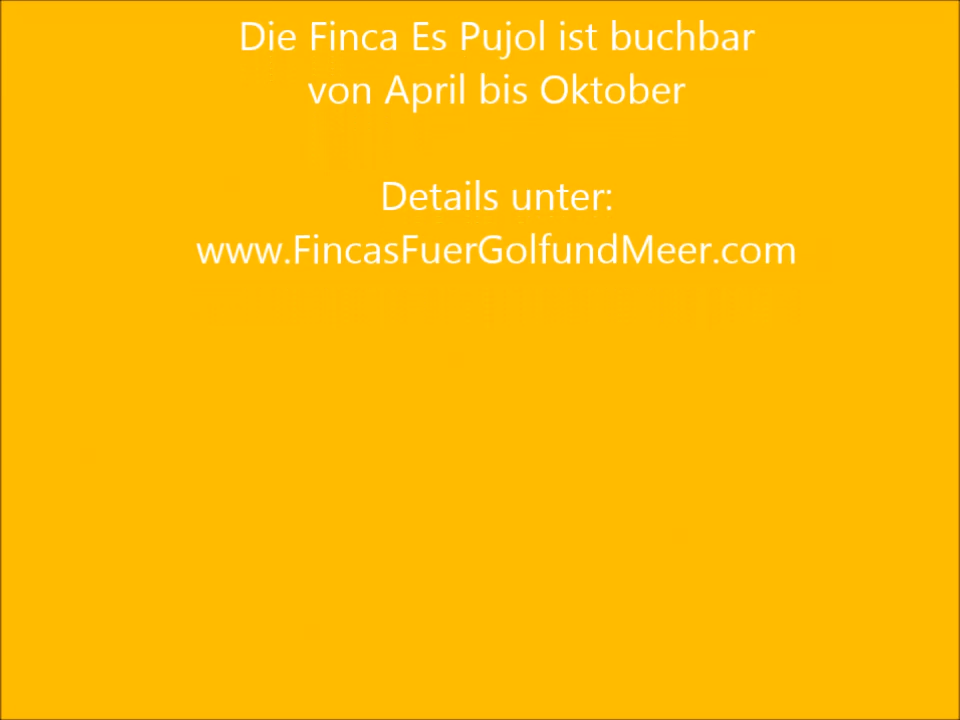 Die Finca Es Pujol ist buchbar
von April bis Oktober
Details unter:
www.FincasFuerGolfundMeer.com